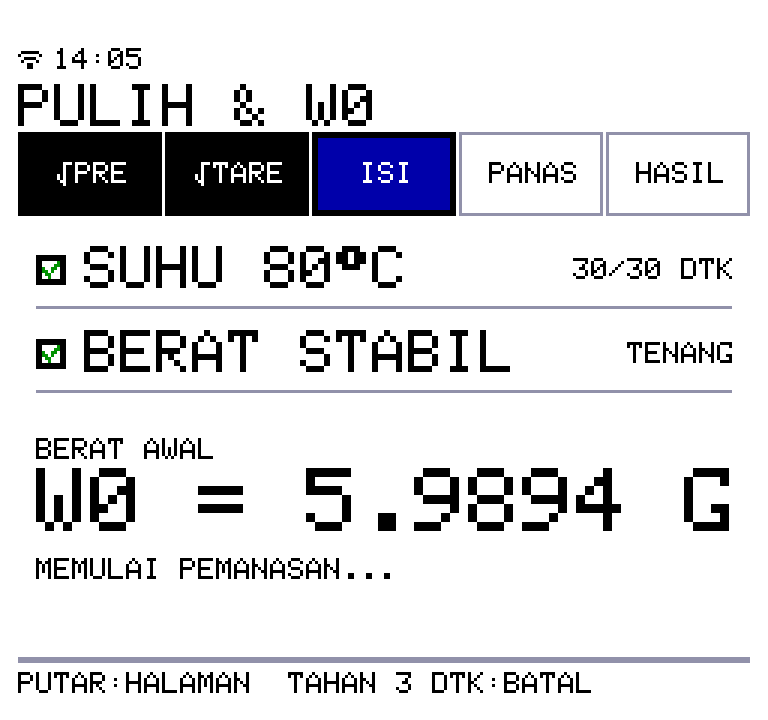 14:05
PULIH & W0
√PRE √TARE ISI PANAS HASIL
SUHU 80°C 30/30 DTK
BERAT STABIL TENANG
BERAT AWAL
W0 = 5.9894 G
MEMULAI PEMANASAN...
PUTAR:HALAMAN TAHAN 3 DTK:BATAL